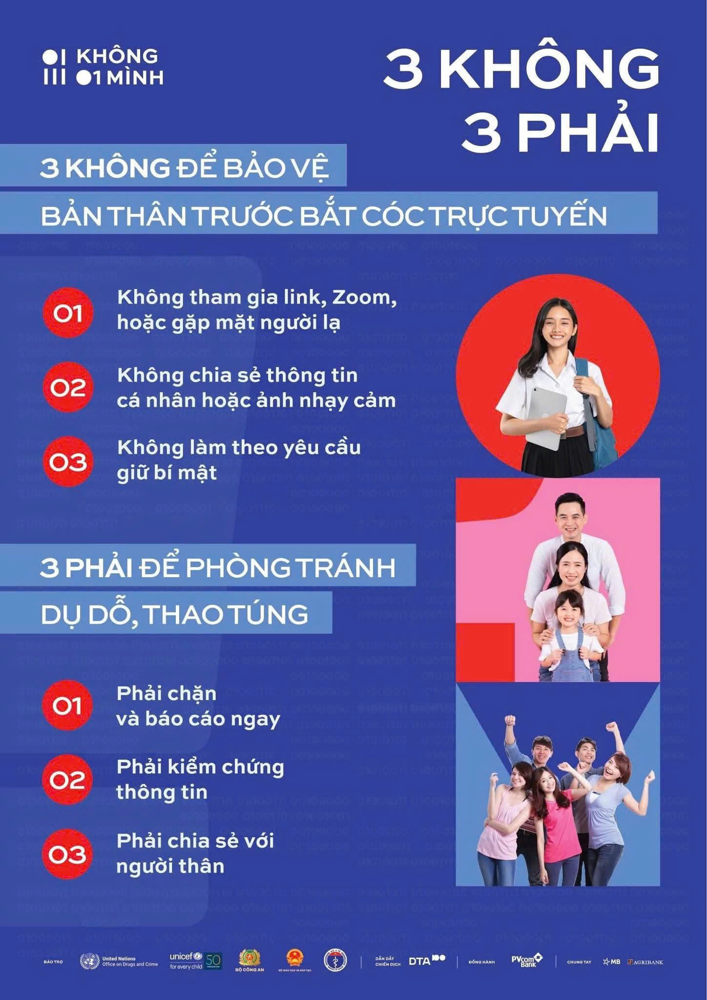 KHÔNG
1 MÌNH
3 KHÔNG
3 PHẢI
3 KHÔNG ĐỂ BẢO VỆ
BẢN THÂN TRƯỚC BẮT CÓC TRỰC TUYẾN
01
Không tham gia link, Zoom,
hoặc gặp mặt người lạ
02
Không chia sẻ thông tin
cá nhân hoặc ảnh nhạy cảm
03
Không làm theo yêu cầu
giữ bí mật
3 PHẢI ĐỂ PHÒNG TRÁNH
DỤ DỖ, THAO TÚNG
01
Phải chặn
và báo cáo ngay
02
Phải kiểm chứng
thông tin
03
Phải chia sẻ với
người thân
BẢO TRỢ
United Nations
Office on Drugs and Crime
unicef
for every child
50
BỘ CÔNG AN
BỘ GIÁO DỤC VÀ ĐÀO TẠO
BỘ Y TẾ
DẪN DẮT
CHIẾN DỊCH
DTA
ĐỒNG HÀNH
PVcom
Bank
CHUNG TAY
MB
AGRIBANK